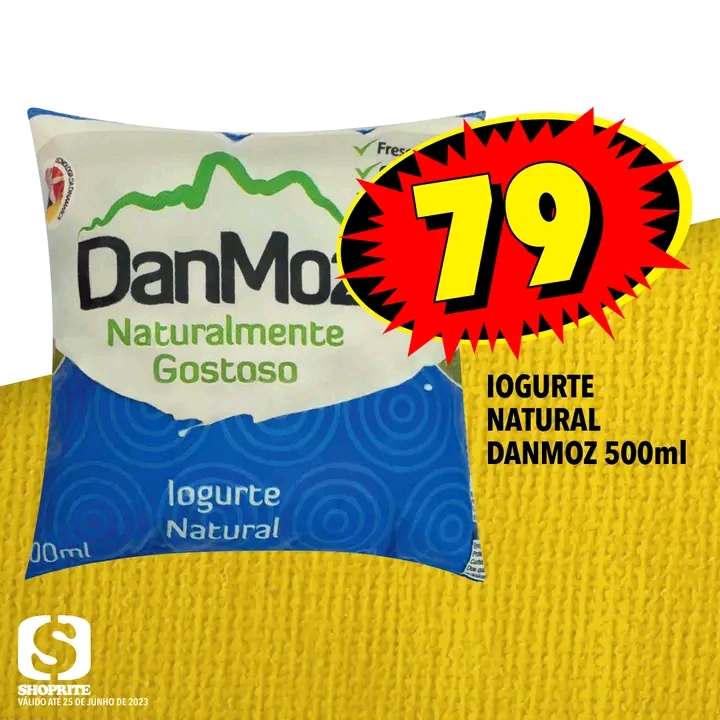 Fres
DanMoz
Naturalmente
Gostoso
Iogurte
Natural
00ml
79
IOGURTE
NATURAL
DANMOZ 500ml
S
SHOPRITE
VÁLIDO ATÉ 25 DE JUNHO DE 2023